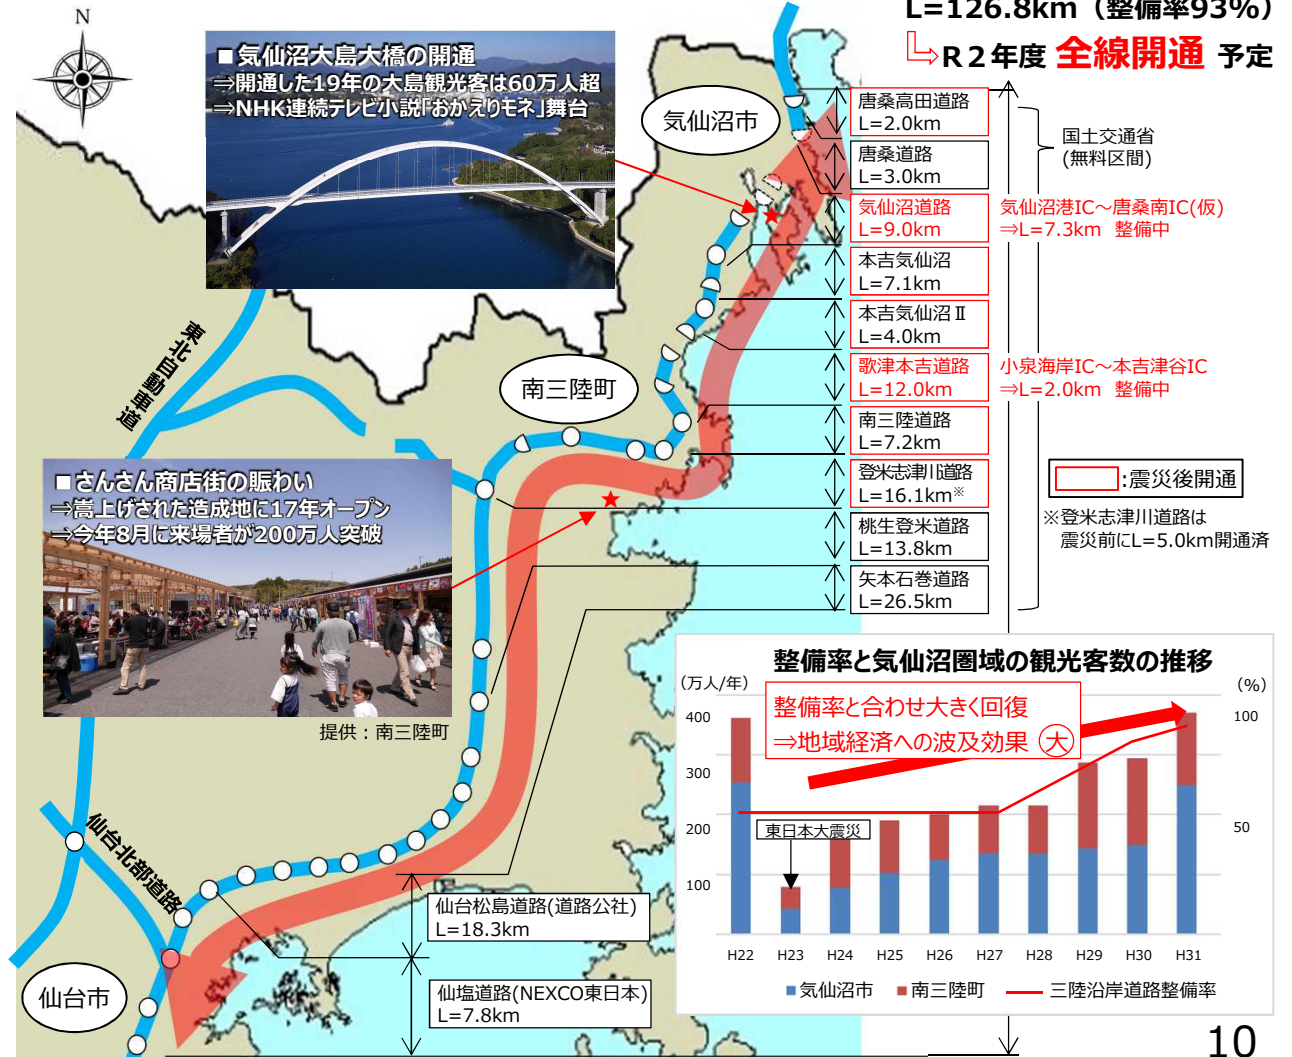 L=126.8km（整備率93%）
R２年度 全線開通 予定
N
■気仙沼大島大橋の開通
⇒開通した19年の大島観光客は60万人超
⇒NHK連続テレビ小説「おかえりモネ」舞台
気仙沼市
唐桑高田道路
L=2.0km
国土交通省
(無料区間)
唐桑道路
L=3.0km
気仙沼道路
L=9.0km
気仙沼港IC～唐桑南IC(仮)
⇒L=7.3km 整備中
本吉気仙沼
L=7.1km
本吉気仙沼Ⅱ
L=4.0km
歌津本吉道路
L=12.0km
小泉海岸IC～本吉津谷IC
⇒L=2.0km 整備中
東北自動車道
南三陸町
南三陸道路
L=7.2km
登米志津川道路
L=16.1km※
:震災後開通
※登米志津川道路は
震災前にL=5.0km開通済
桃生登米道路
L=13.8km
矢本石巻道路
L=26.5km
■さんさん商店街の賑わい
⇒嵩上げされた造成地に17年オープン
⇒今年8月に来場者が200万人突破
提供：南三陸町
整備率と気仙沼圏域の観光客数の推移
(万人/年)
(%)
整備率と合わせ大きく回復
⇒地域経済への波及効果 大
400
300
200
100
100
50
東日本大震災
H22 H23 H24 H25 H26 H27 H28 H29 H30 H31
■気仙沼市 ■南三陸町 三陸沿岸道路整備率
仙台北部道路
仙台松島道路(道路公社)
L=18.3km
仙塩道路(NEXCO東日本)
L=7.8km
仙台市
10